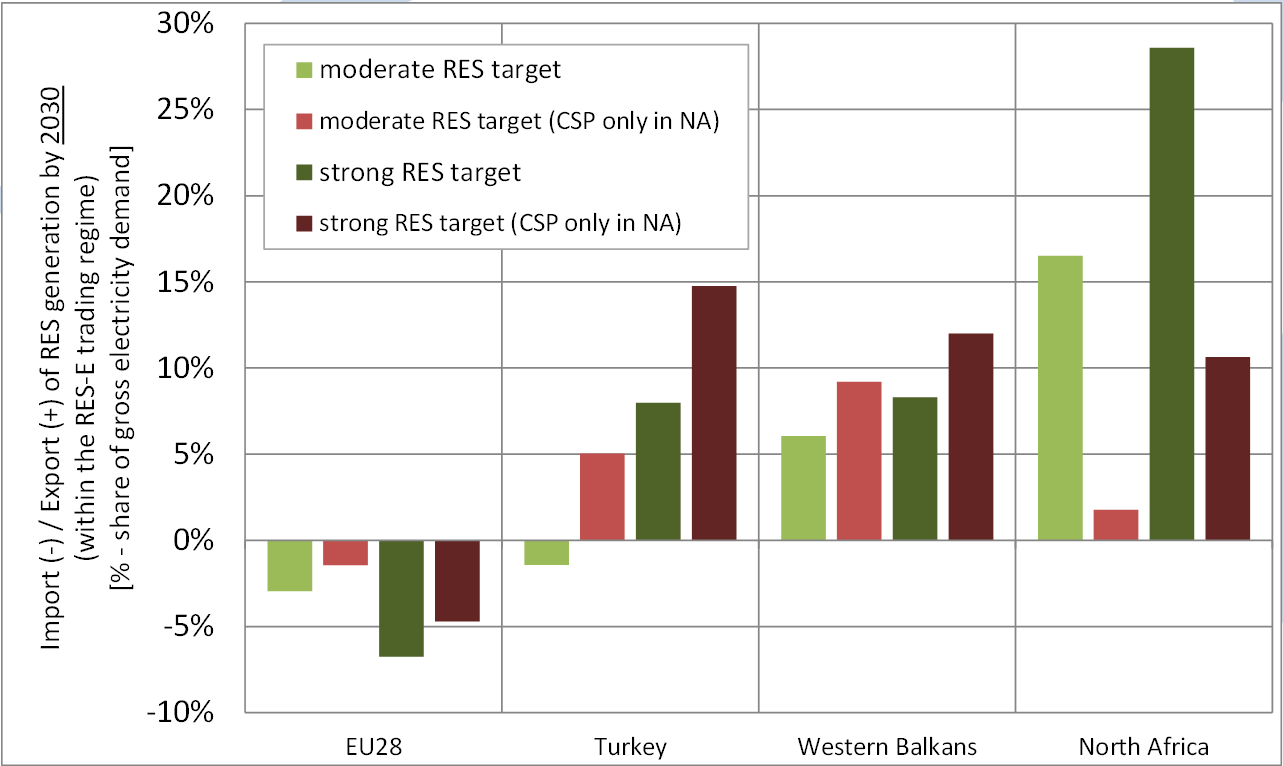 Import (-) / Export (+) of RES generation by 2030
(within the RES-E trading regime)
[% - share of gross electricity demand]
30%
25%
20%
15%
10%
5%
0%
-5%
-10%
moderate RES target
moderate RES target (CSP only in NA)
strong RES target
strong RES target (CSP only in NA)
EU28
Turkey
Western Balkans
North Africa